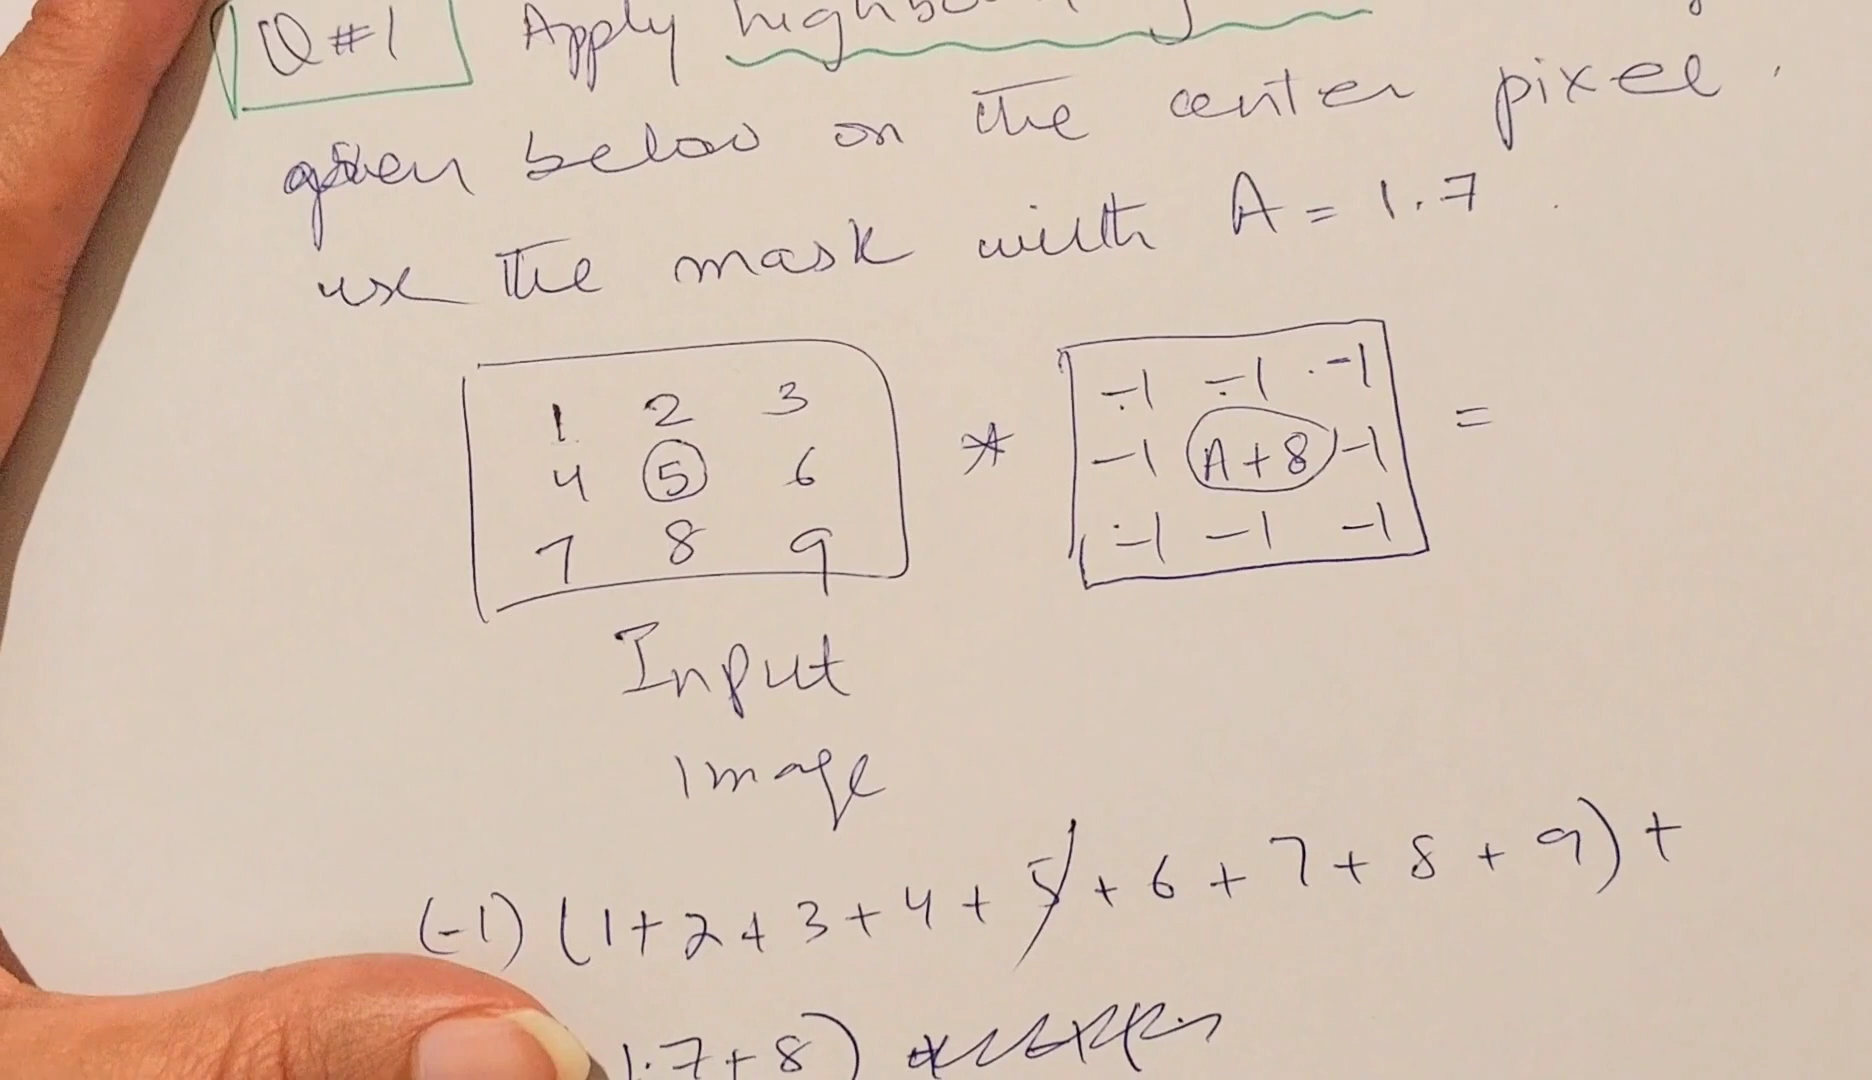 Q#1 Apply
given below on the center pixel.
use the mask with A = 1.7
1 2 3
4 5 6
7 8 9
*
-1 -1 -1
-1 A+8 -1
-1 -1 -1
=
Input
image
(-1) (1+2+3+4+5+6+7+8+9) +
1.7+8)